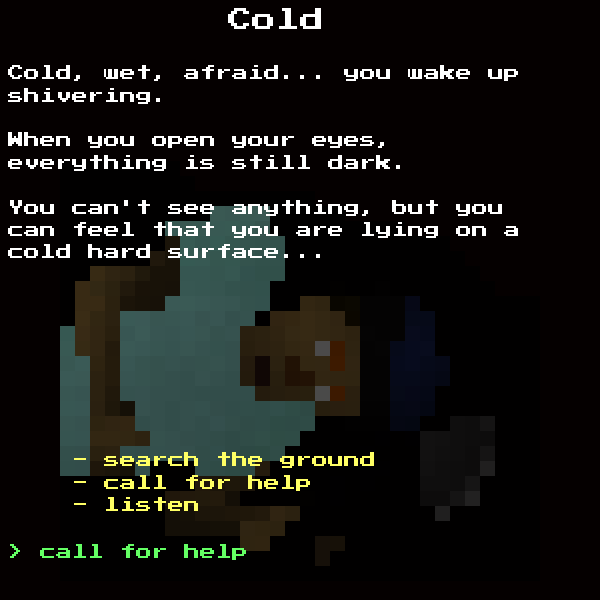 Cold
Cold, wet, afraid... you wake up
shivering.
When you open your eyes,
everything is still dark.
You can't see anything, but you
can feel that you are lying on a
cold hard surface...
- search the ground
- call for help
- listen
> call for help